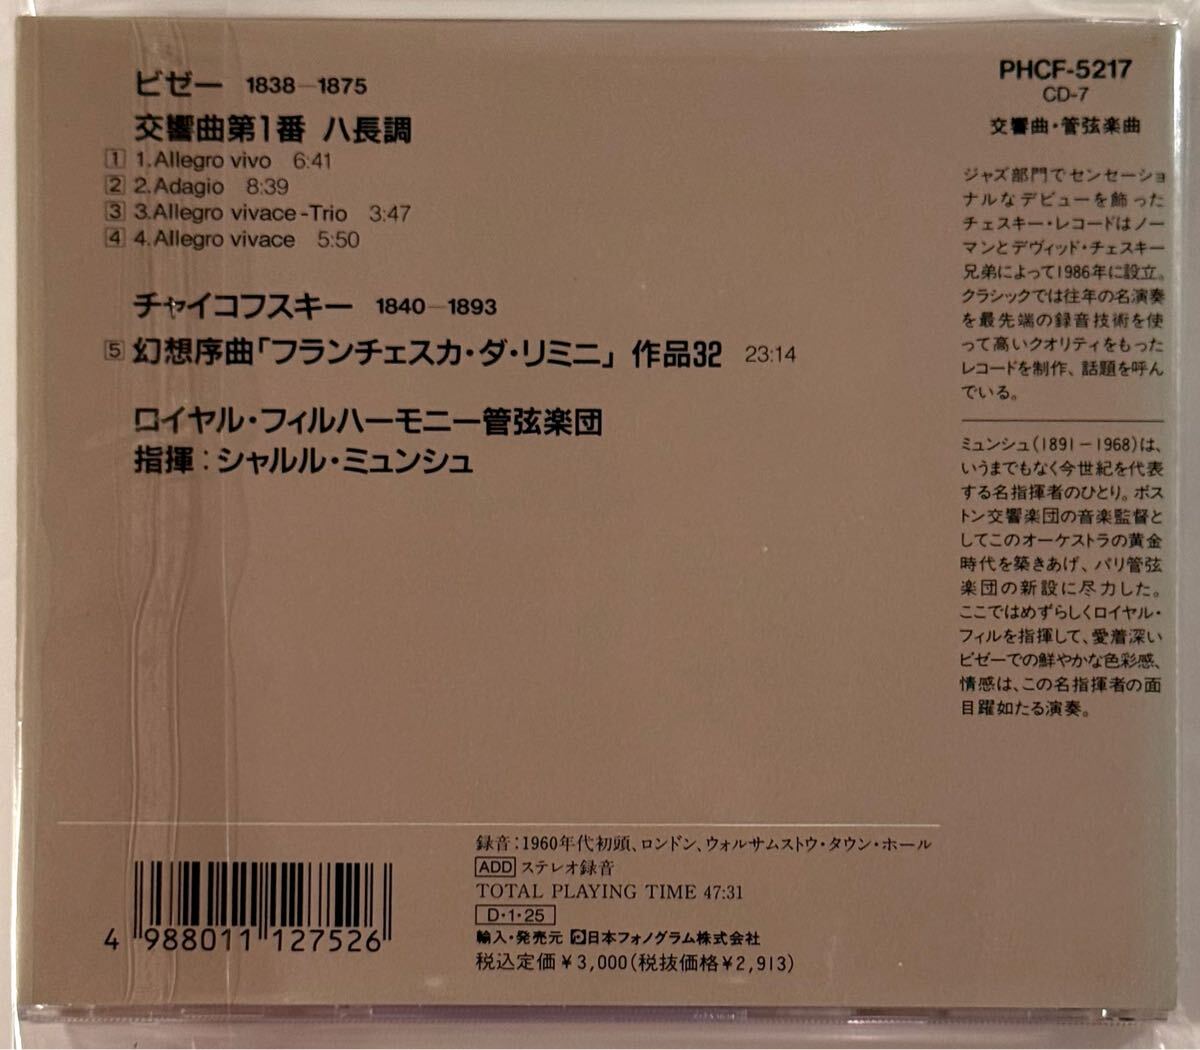 ビゼー 1838—1875
交響曲第1番 ハ長調
1 1.Allegro vivo 6:41
2 2.Adagio 8:39
3 3.Allegro vivace-Trio 3:47
4 4.Allegro vivace 5:50
チャイコフスキー 1840—1893
5 幻想序曲「フランチェスカ・ダ・リミニ」 作品32 23:14
ロイヤル・フィルハーモニー管弦楽団
指揮：シャルル・ミュンシュ
PHCF-5217
CD-7
交響曲・管弦楽曲
ジャズ部門でセンセーショ
ナルなデビューを飾った
チェスキー・レコードはノー
マンとデヴィッド・チェスキー
兄弟によって1986年に設立。
クラシックでは往年の名演奏
を最先端の録音技術を使
って高いクオリティをもった
レコードを制作、話題を呼ん
でいる。
ミュンシュ(1891－1968)は、
いうまでもなく今世紀を代表
する名指揮者のひとり。ボス
トン交響楽団の音楽監督と
してこのオーケストラの黄金
時代を築きあげ、パリ管弦
楽団の新設に尽力した。
ここではめずらしくロイヤル・
フィルを指揮して、愛着深い
ビゼーでの鮮やかな色彩感、
情感は、この名指揮者の面
目躍如たる演奏。
録音：1960年代初頭、ロンドン、ウォルサムストウ・タウン・ホール
ADD ステレオ録音
TOTAL PLAYING TIME 47:31
D・1・25
輸入・発売元 日本フォノグラム株式会社
税込定価￥3,000(税抜価格￥2,913)
4 988011 127526